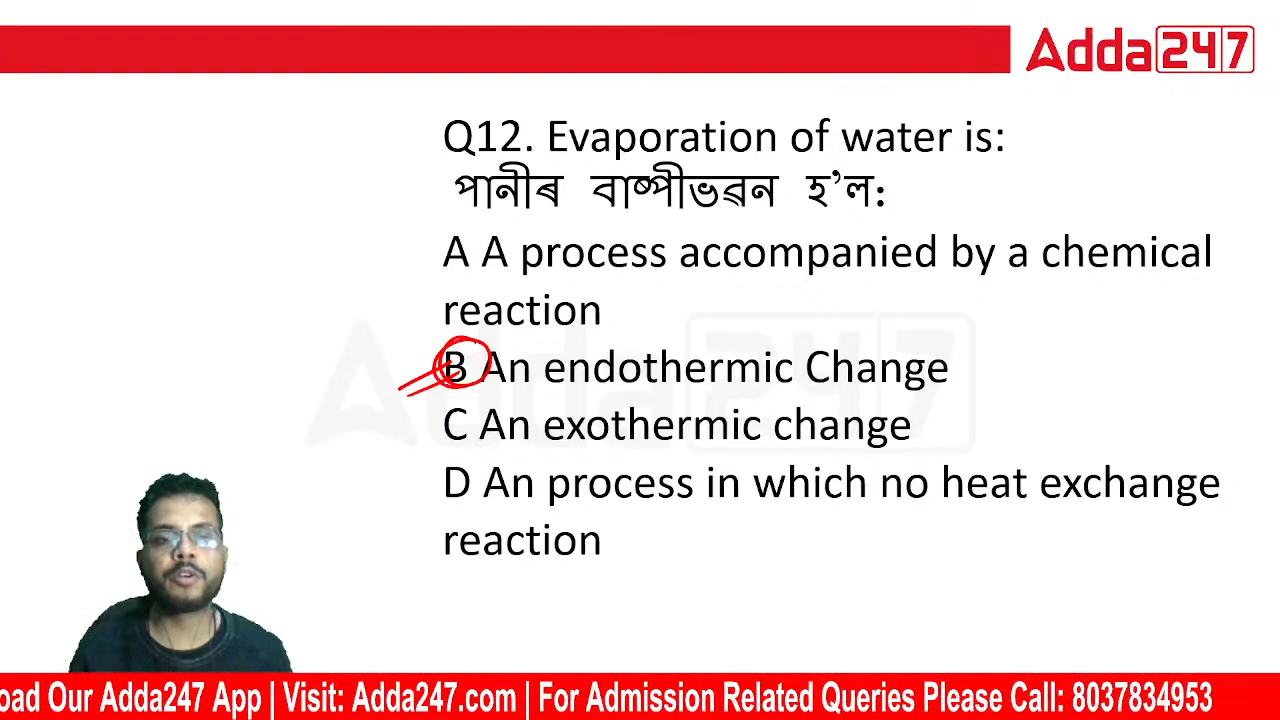 Adda247
Q12. Evaporation of water is:
পানীৰ বাষ্পীভৱন হ’ল:
A A process accompanied by a chemical
reaction
B An endothermic Change
C An exothermic change
D An process in which no heat exchange
reaction
Adda247
oad Our Adda247 App | Visit: Adda247.com | For Admission Related Queries Please Call: 8037834953